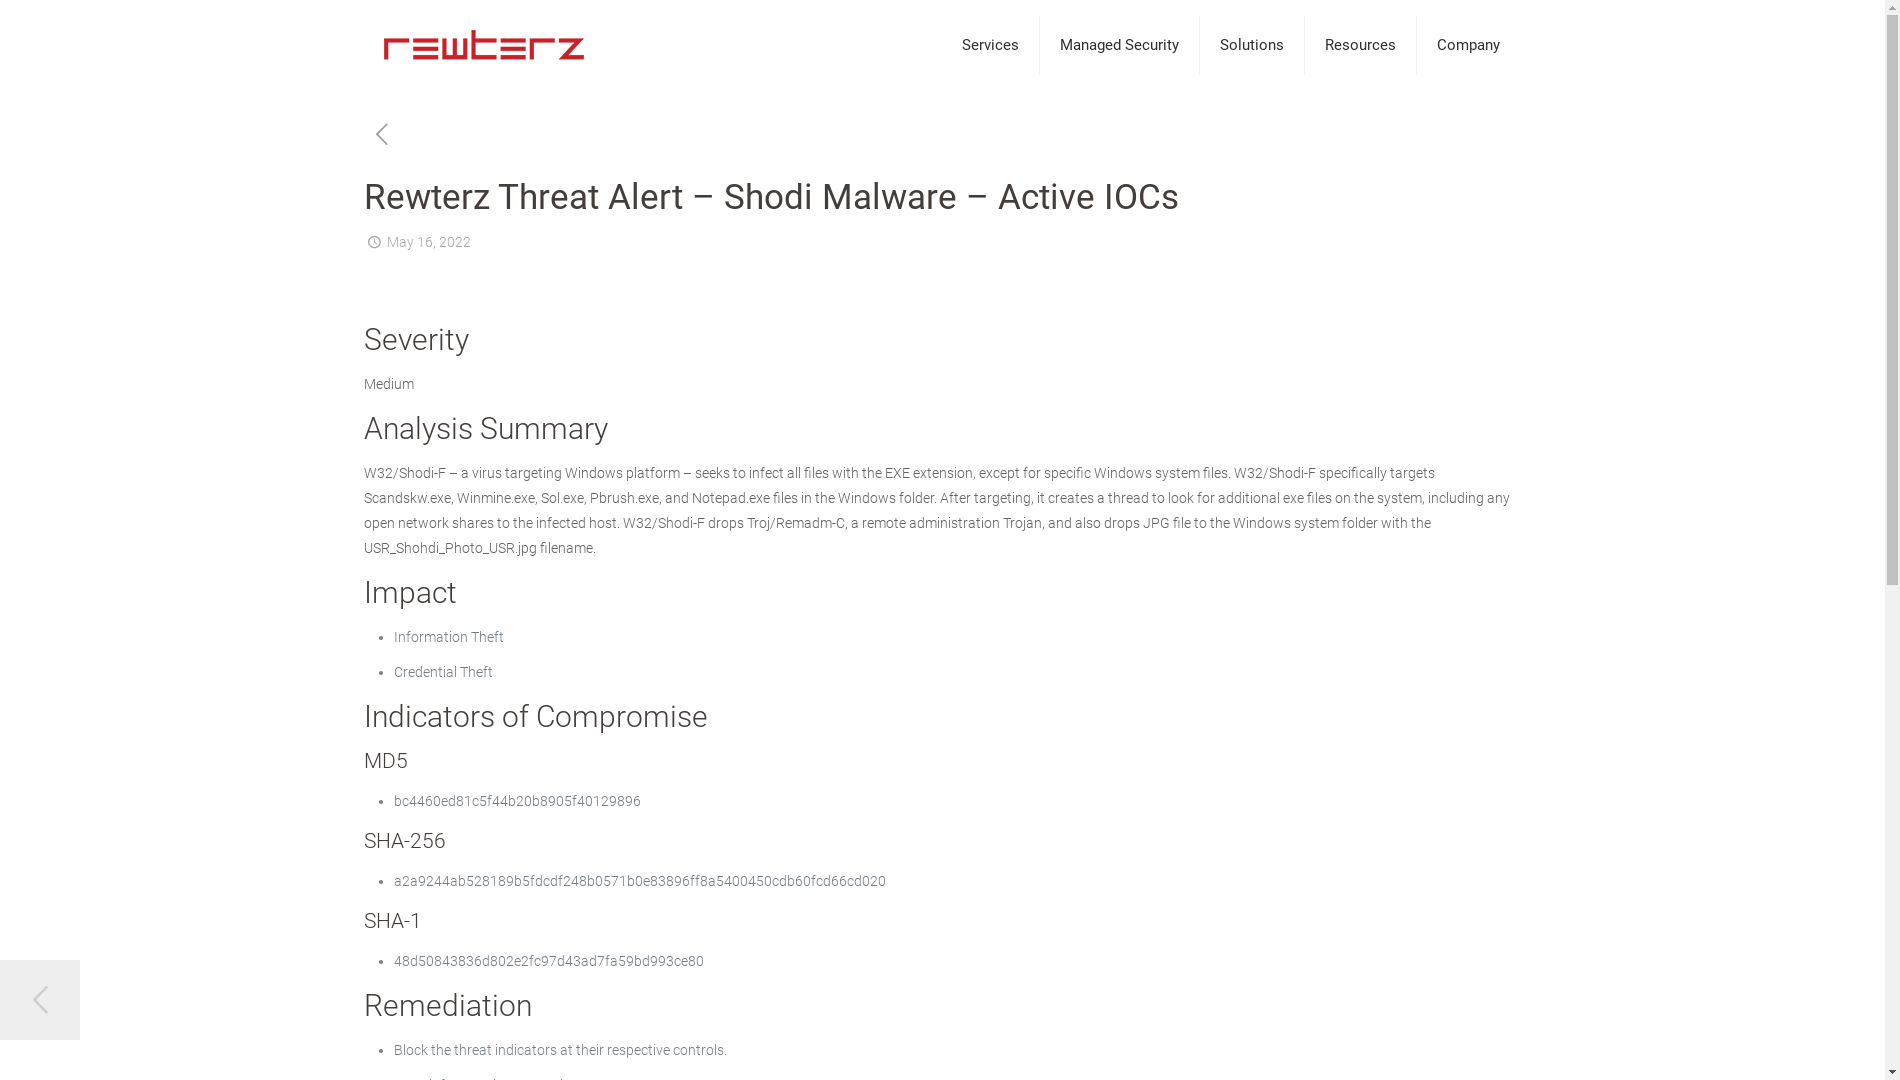 rewterz
Services
Managed Security
Solutions
Resources
Company
Rewterz Threat Alert – Shodi Malware – Active IOCs
May 16, 2022
Severity
Medium
Analysis Summary
W32/Shodi-F – a virus targeting Windows platform – seeks to infect all files with the EXE extension, except for specific Windows system files. W32/Shodi-F specifically targets
Scandskw.exe, Winmine.exe, Sol.exe, Pbrush.exe, and Notepad.exe files in the Windows folder. After targeting, it creates a thread to look for additional exe files on the system, including any
open network shares to the infected host. W32/Shodi-F drops Troj/Remadm-C, a remote administration Trojan, and also drops JPG file to the Windows system folder with the
USR_Shohdi_Photo_USR.jpg filename.
Impact
Information Theft
Credential Theft
Indicators of Compromise
MD5
bc4460ed81c5f44b20b8905f40129896
SHA-256
a2a9244ab528189b5fdcdf248b0571b0e83896ff8a5400450cdb60fcd66cd020
SHA-1
48d50843836d802e2fc97d43ad7fa59bd993ce80
Remediation
Block the threat indicators at their respective controls.